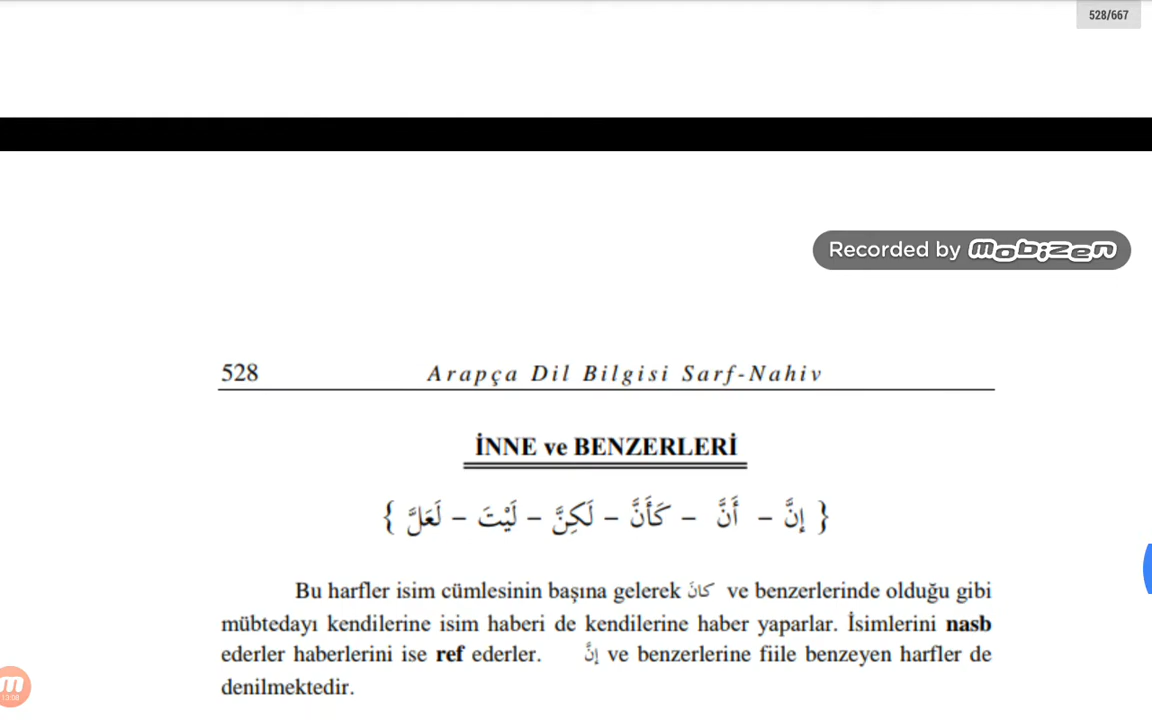 528/667
Recorded by mobizen
528 Arapça Dil Bilgisi Sarf-Nahiv
İNNE ve BENZERLERİ
{ إِنَّ – أَنَّ – كَأَنَّ – لَكِنَّ – لَيْتَ – لَعَلَّ }
Bu harfler isim cümlesinin başına gelerek كانَ ve benzerlerinde olduğu gibi
mübtedayı kendilerine isim haberi de kendilerine haber yaparlar. İsimlerini nasb
ederler haberlerini ise ref ederler. إِنَّ ve benzerlerine fiile benzeyen harfler de
denilmektedir.
13:08